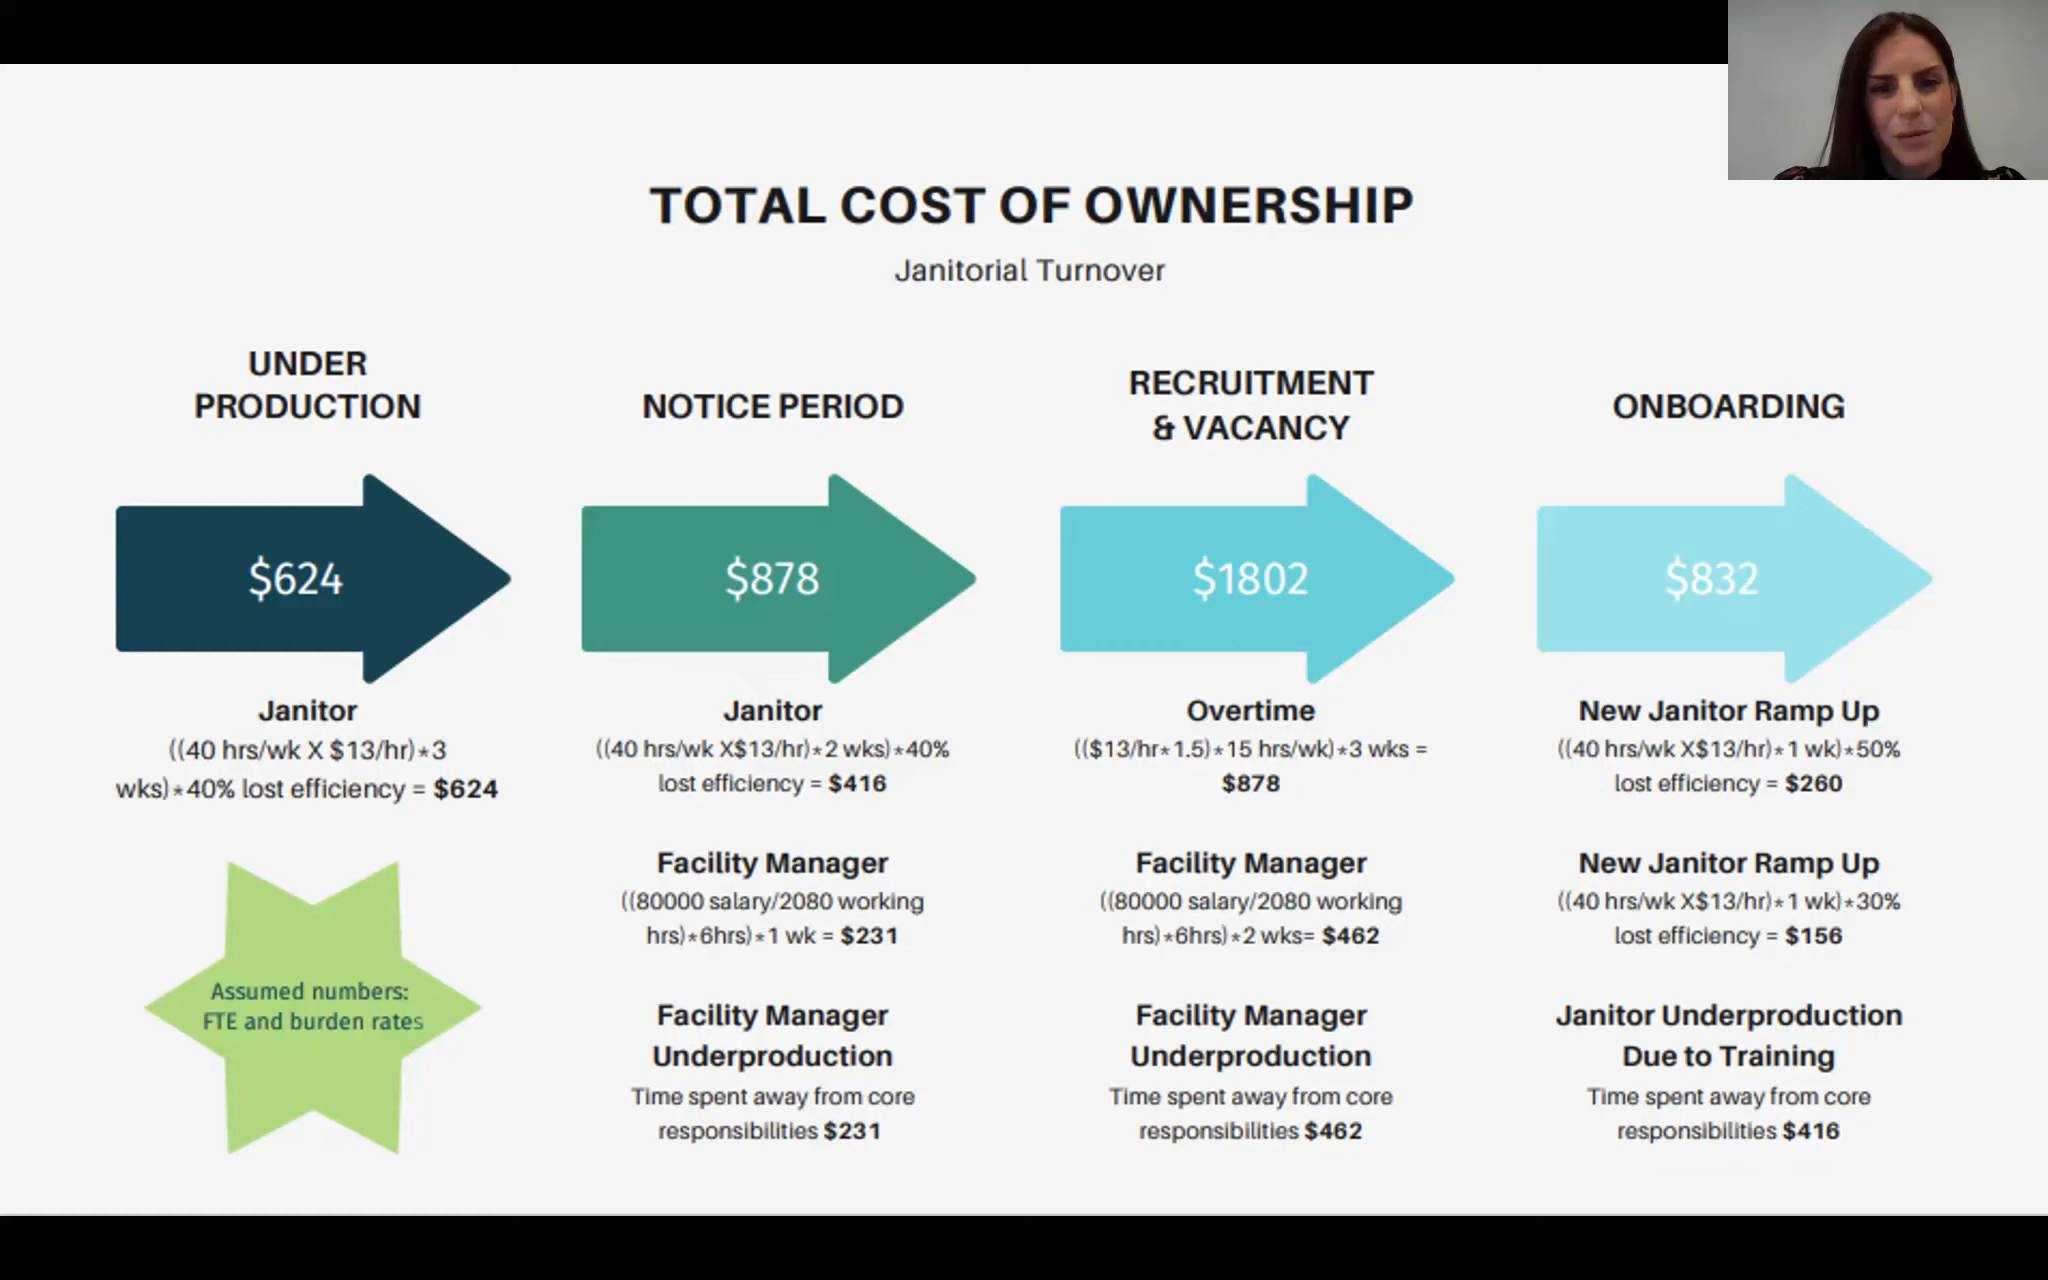 TOTAL COST OF OWNERSHIP
Janitorial Turnover
UNDER
PRODUCTION
$624
Janitor
((40 hrs/wk X $13/hr)*3
wks)*40% lost efficiency = $624
Assumed numbers:
FTE and burden rates
NOTICE PERIOD
$878
Janitor
((40 hrs/wk X$13/hr)*2 wks)*40%
lost efficiency = $416
Facility Manager
((80000 salary/2080 working
hrs)*6hrs)*1 wk = $231
Facility Manager
Underproduction
Time spent away from core
responsibilities $231
RECRUITMENT
& VACANCY
$1802
Overtime
(($13/hr*1.5)*15 hrs/wk)*3 wks =
$878
Facility Manager
((80000 salary/2080 working
hrs)*6hrs)*2 wks= $462
Facility Manager
Underproduction
Time spent away from core
responsibilities $462
ONBOARDING
$832
New Janitor Ramp Up
((40 hrs/wk X$13/hr)*1 wk)*50%
lost efficiency = $260
New Janitor Ramp Up
((40 hrs/wk X$13/hr)*1 wk)*30%
lost efficiency = $156
Janitor Underproduction
Due to Training
Time spent away from core
responsibilities $416